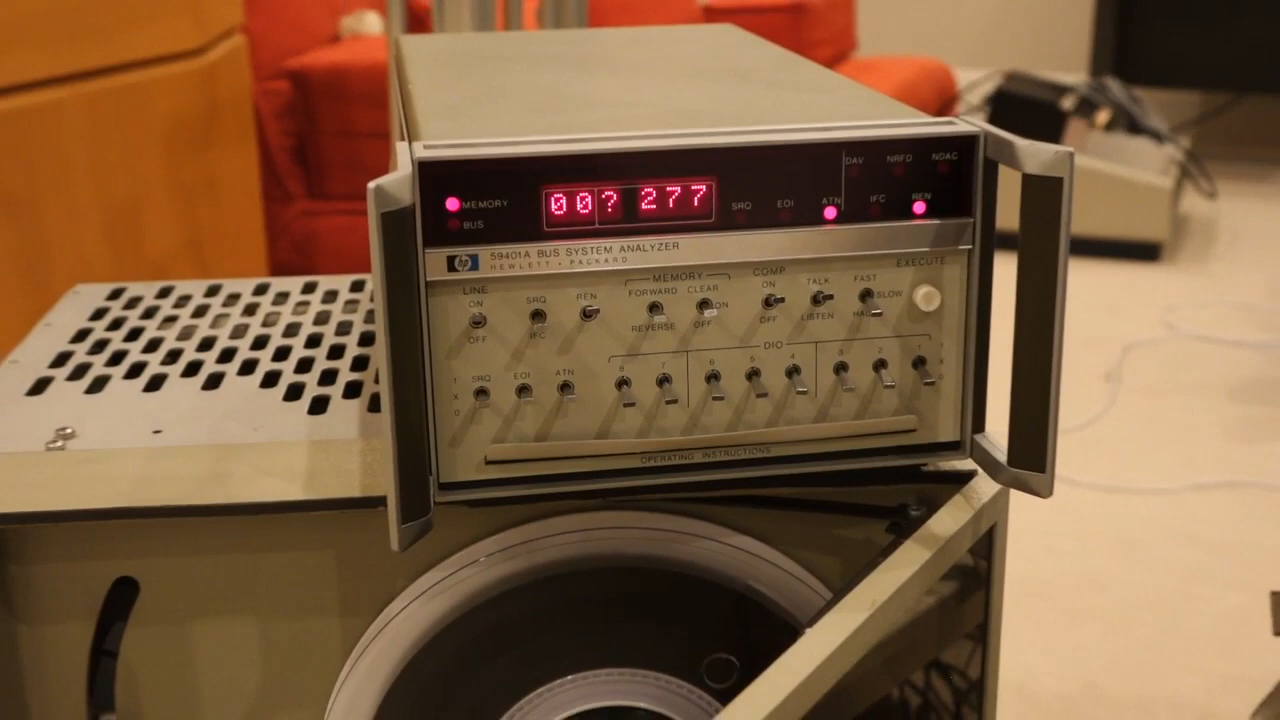 DAV NRFD NDAC
MEMORY 00? 277 SRQ EOI ATN IFC REN
BUS
hp 59401A BUS SYSTEM ANALYZER
HEWLETT • PACKARD
EXECUTE
LINE MEMORY COMP
ON SRQ REN FORWARD CLEAR ON TALK FAST
ON SLOW
OFF IFC REVERSE OFF OFF LISTEN HAL
DIO
8 7 6 5 4 3 2 1
1 SRQ EOI ATN X
X 0
0
OPERATING INSTRUCTIONS